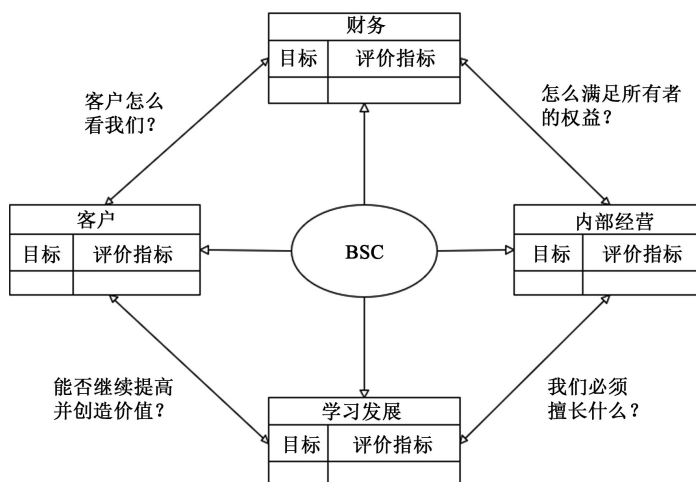 财务
目标 评价指标
客户怎么
看我们?
怎么满足所有者
的权益?
客户
目标 评价指标
BSC
内部经营
目标 评价指标
能否继续提高
并创造价值?
我们必须
擅长什么?
学习发展
目标 评价指标